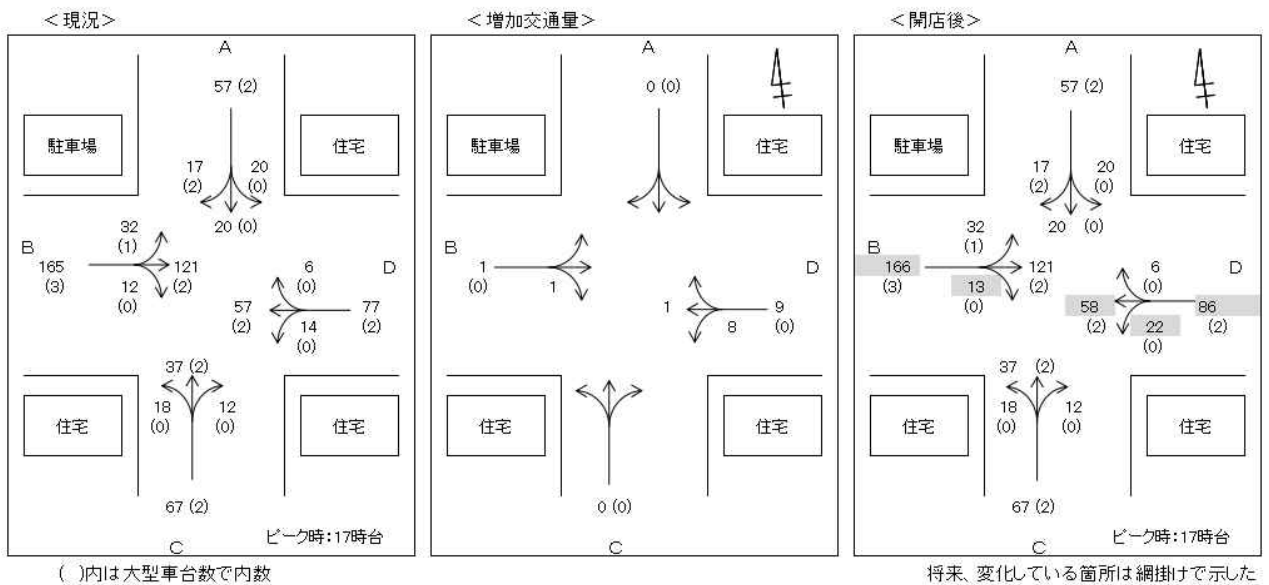 ＜現況＞
A
57 (2)
駐車場
住宅
17
(2)
20
(0)
20 (0)
32
(1)
B
165
(3)
121
(2)
12
(0)
6
(0)
D
57
(2)
77
(2)
14
(0)
37 (2)
18
(0)
12
(0)
住宅
住宅
67 (2)
ピーク時：17時台
C
( )内は大型車台数で内数
＜増加交通量＞
A
0 (0)
駐車場
住宅
B
1
(0)
1
D
1
9
(0)
8
住宅
住宅
0 (0)
C
＜開店後＞
A
57 (2)
駐車場
住宅
17
(2)
20
(0)
20 (0)
32
(1)
B
166
(3)
121
(2)
13
(0)
6
(0)
D
58
(2)
86
(2)
22
(0)
37 (2)
18
(0)
12
(0)
住宅
住宅
67 (2)
ピーク時：17時台
C
将来、変化している箇所は網掛けで示した